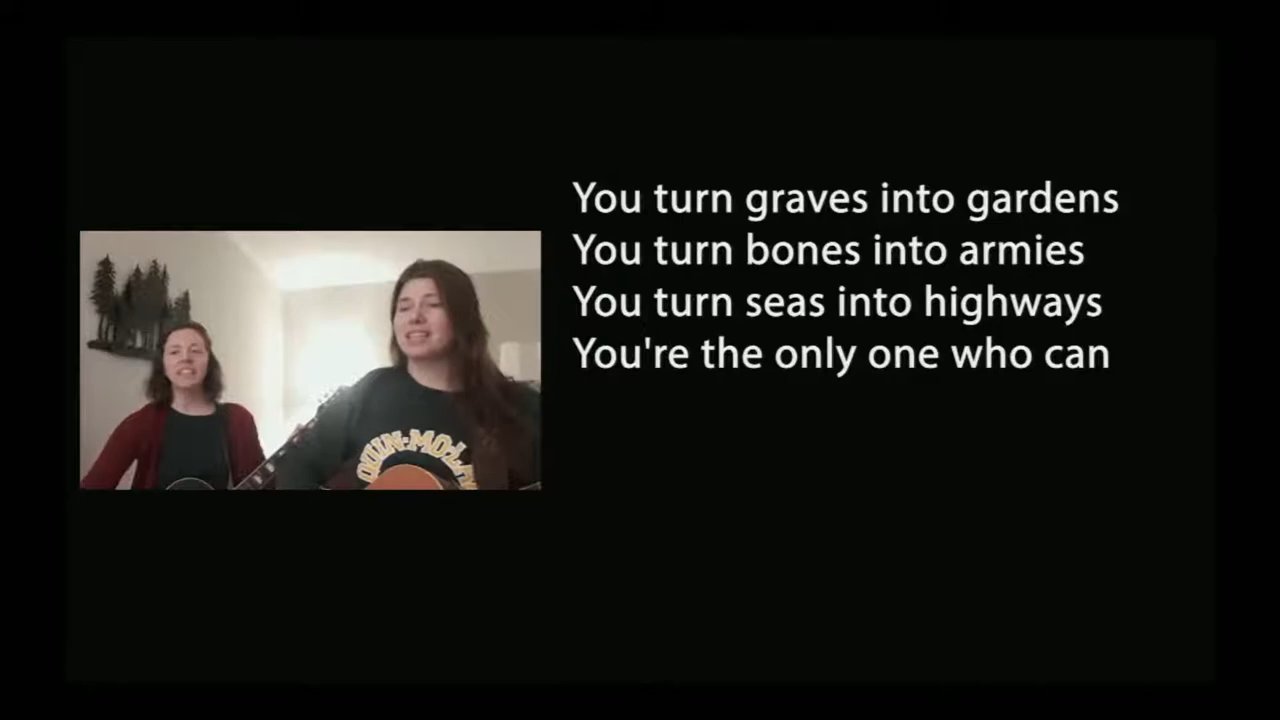 You turn graves into gardens
You turn bones into armies
You turn seas into highways
You're the only one who can